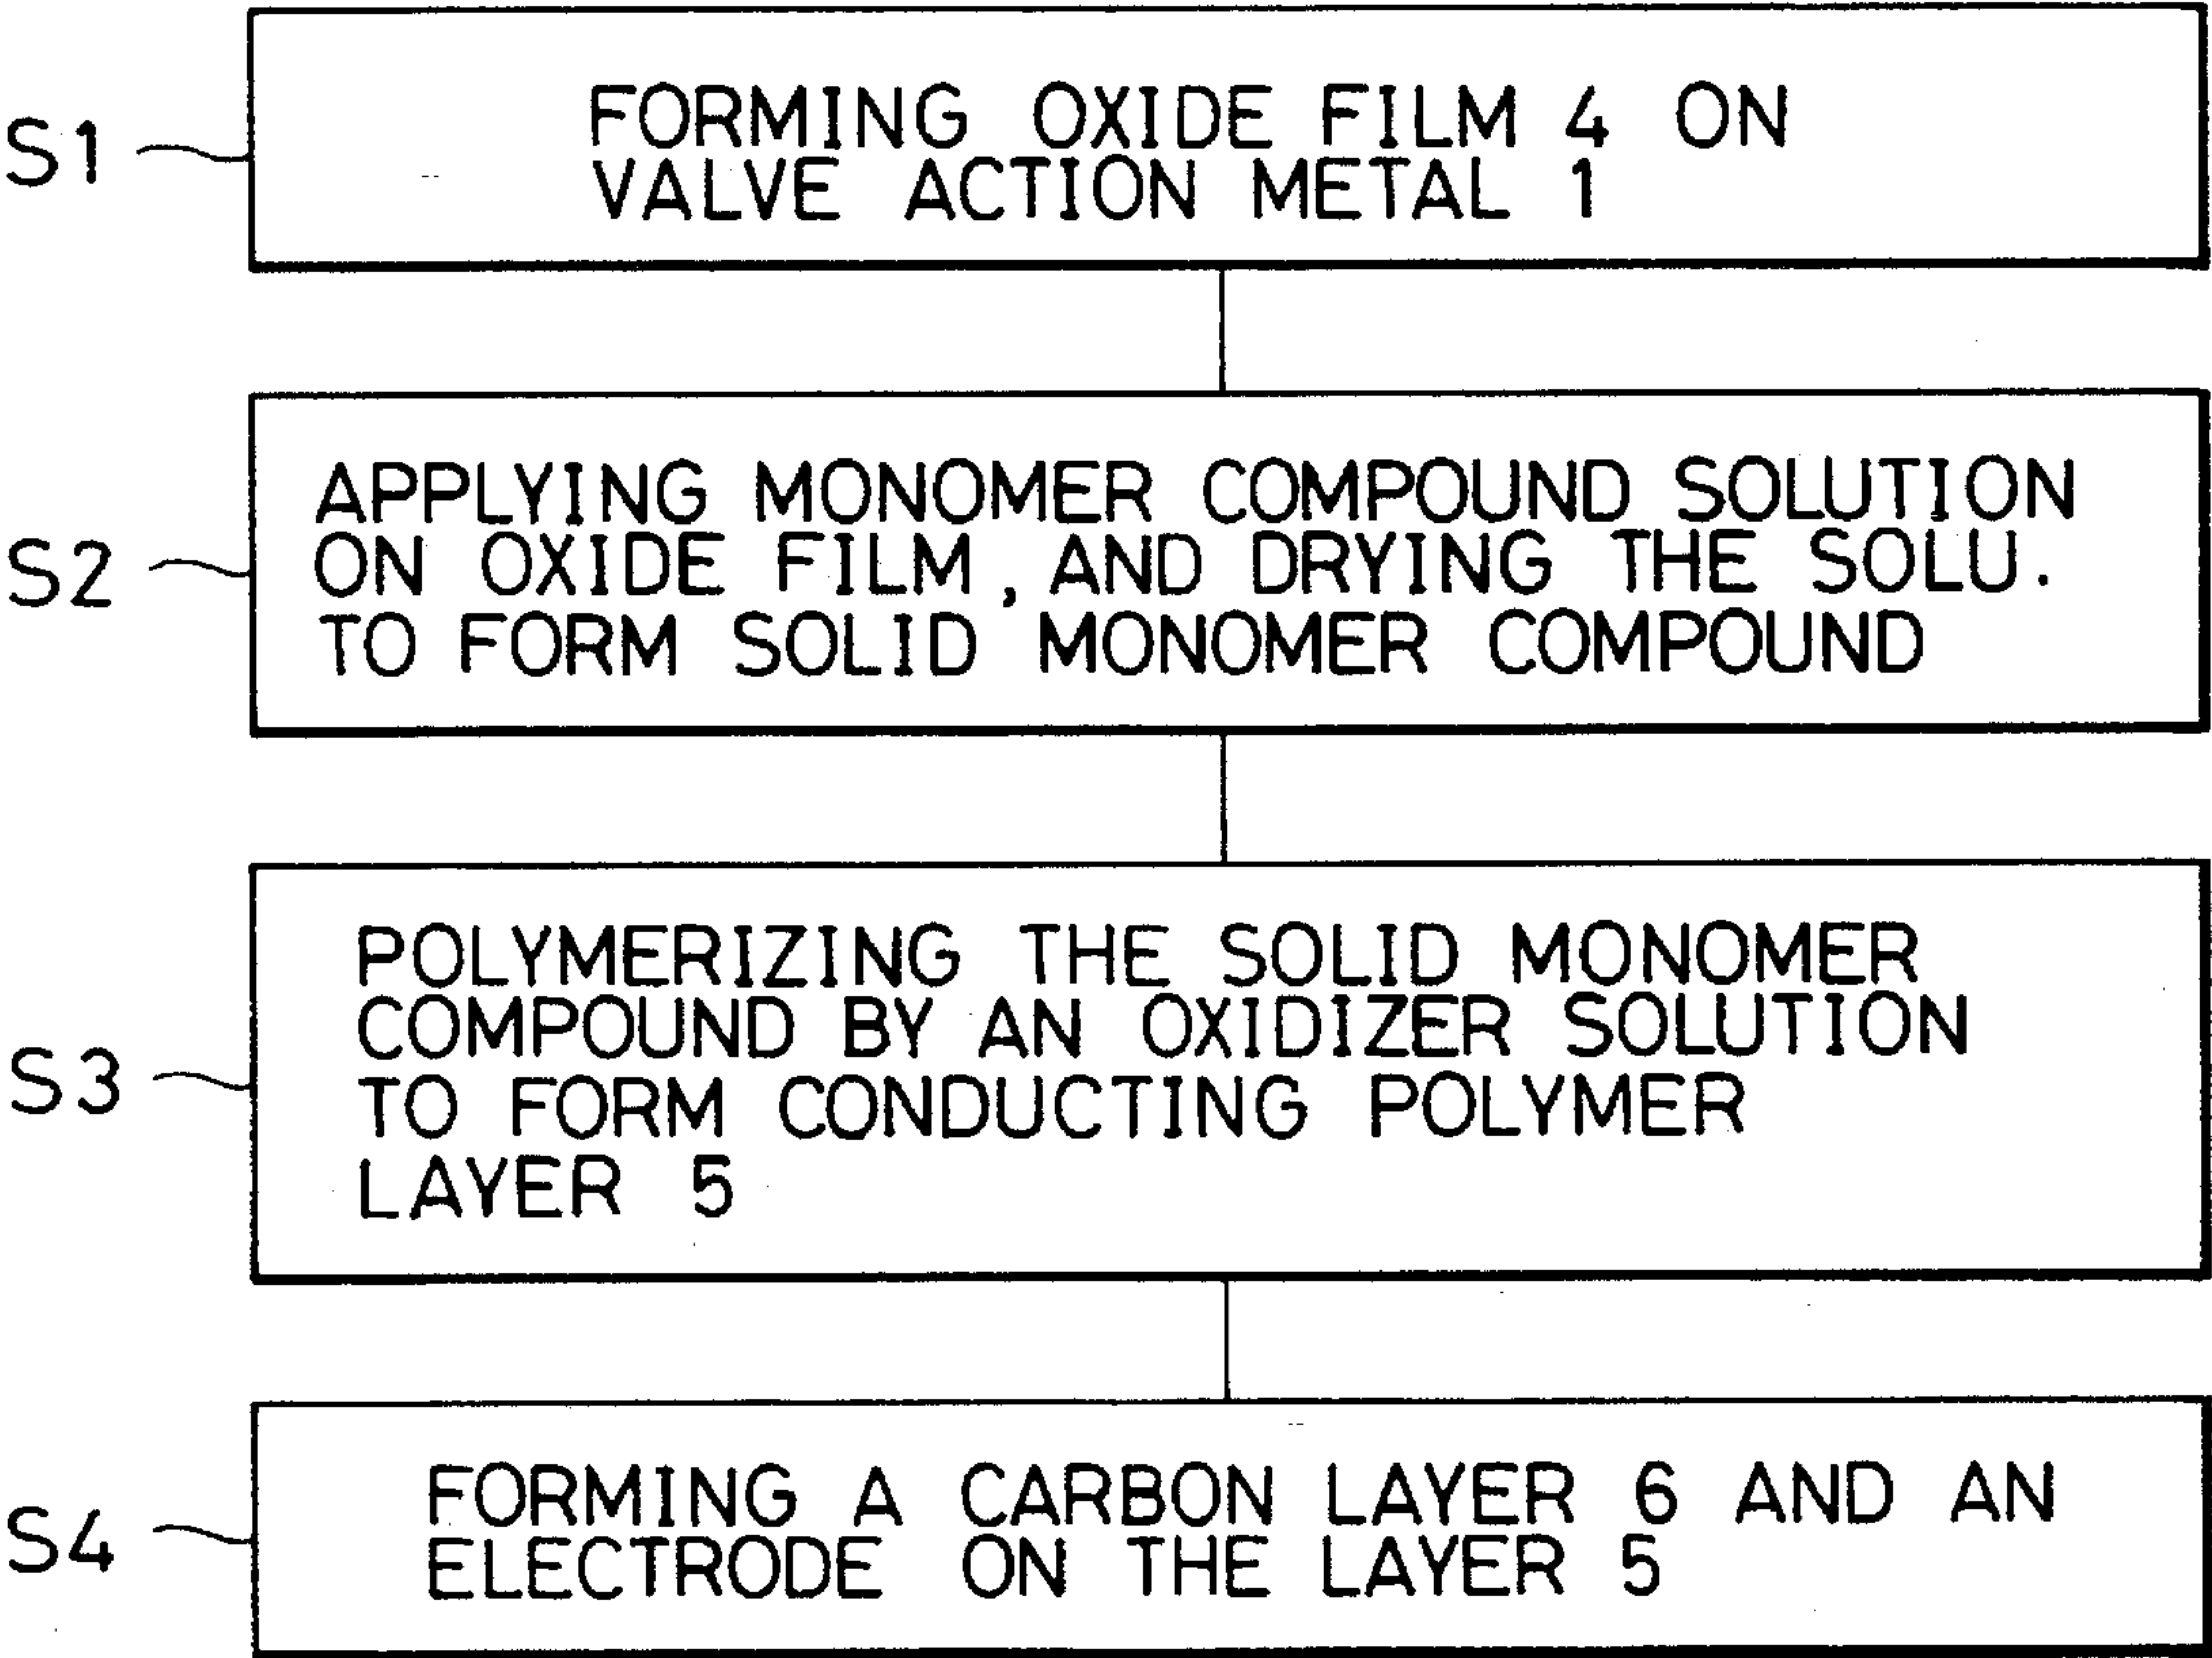 S1
FORMING OXIDE FILM 4 ON
VALVE ACTION METAL 1
S2
APPLYING MONOMER COMPOUND SOLUTION
ON OXIDE FILM, AND DRYING THE SOLU.
TO FORM SOLID MONOMER COMPOUND
S3
POLYMERIZING THE SOLID MONOMER
COMPOUND BY AN OXIDIZER SOLUTION
TO FORM CONDUCTING POLYMER
LAYER 5
S4
FORMING A CARBON LAYER 6 AND AN
ELECTRODE ON THE LAYER 5